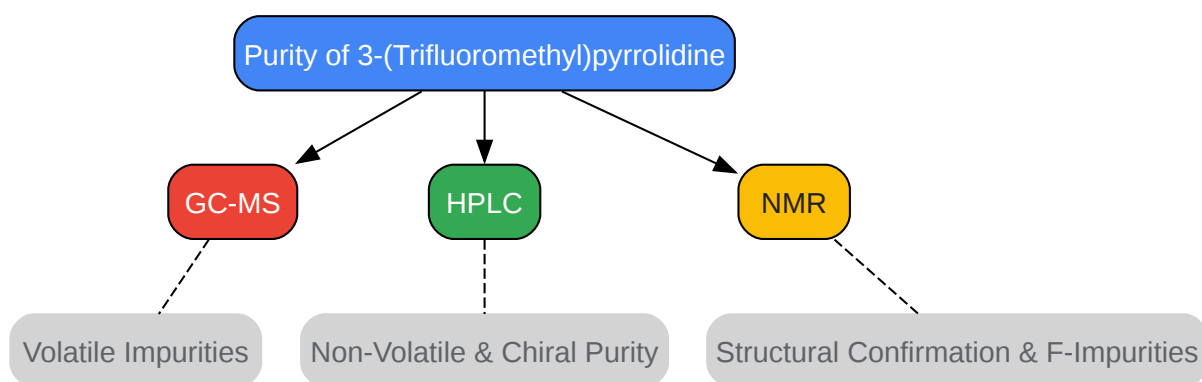 Purity of 3-(Trifluoromethyl)pyrrolidine
GC-MS
HPLC
NMR
Volatile Impurities
Non-Volatile & Chiral Purity
Structural Confirmation & F-Impurities